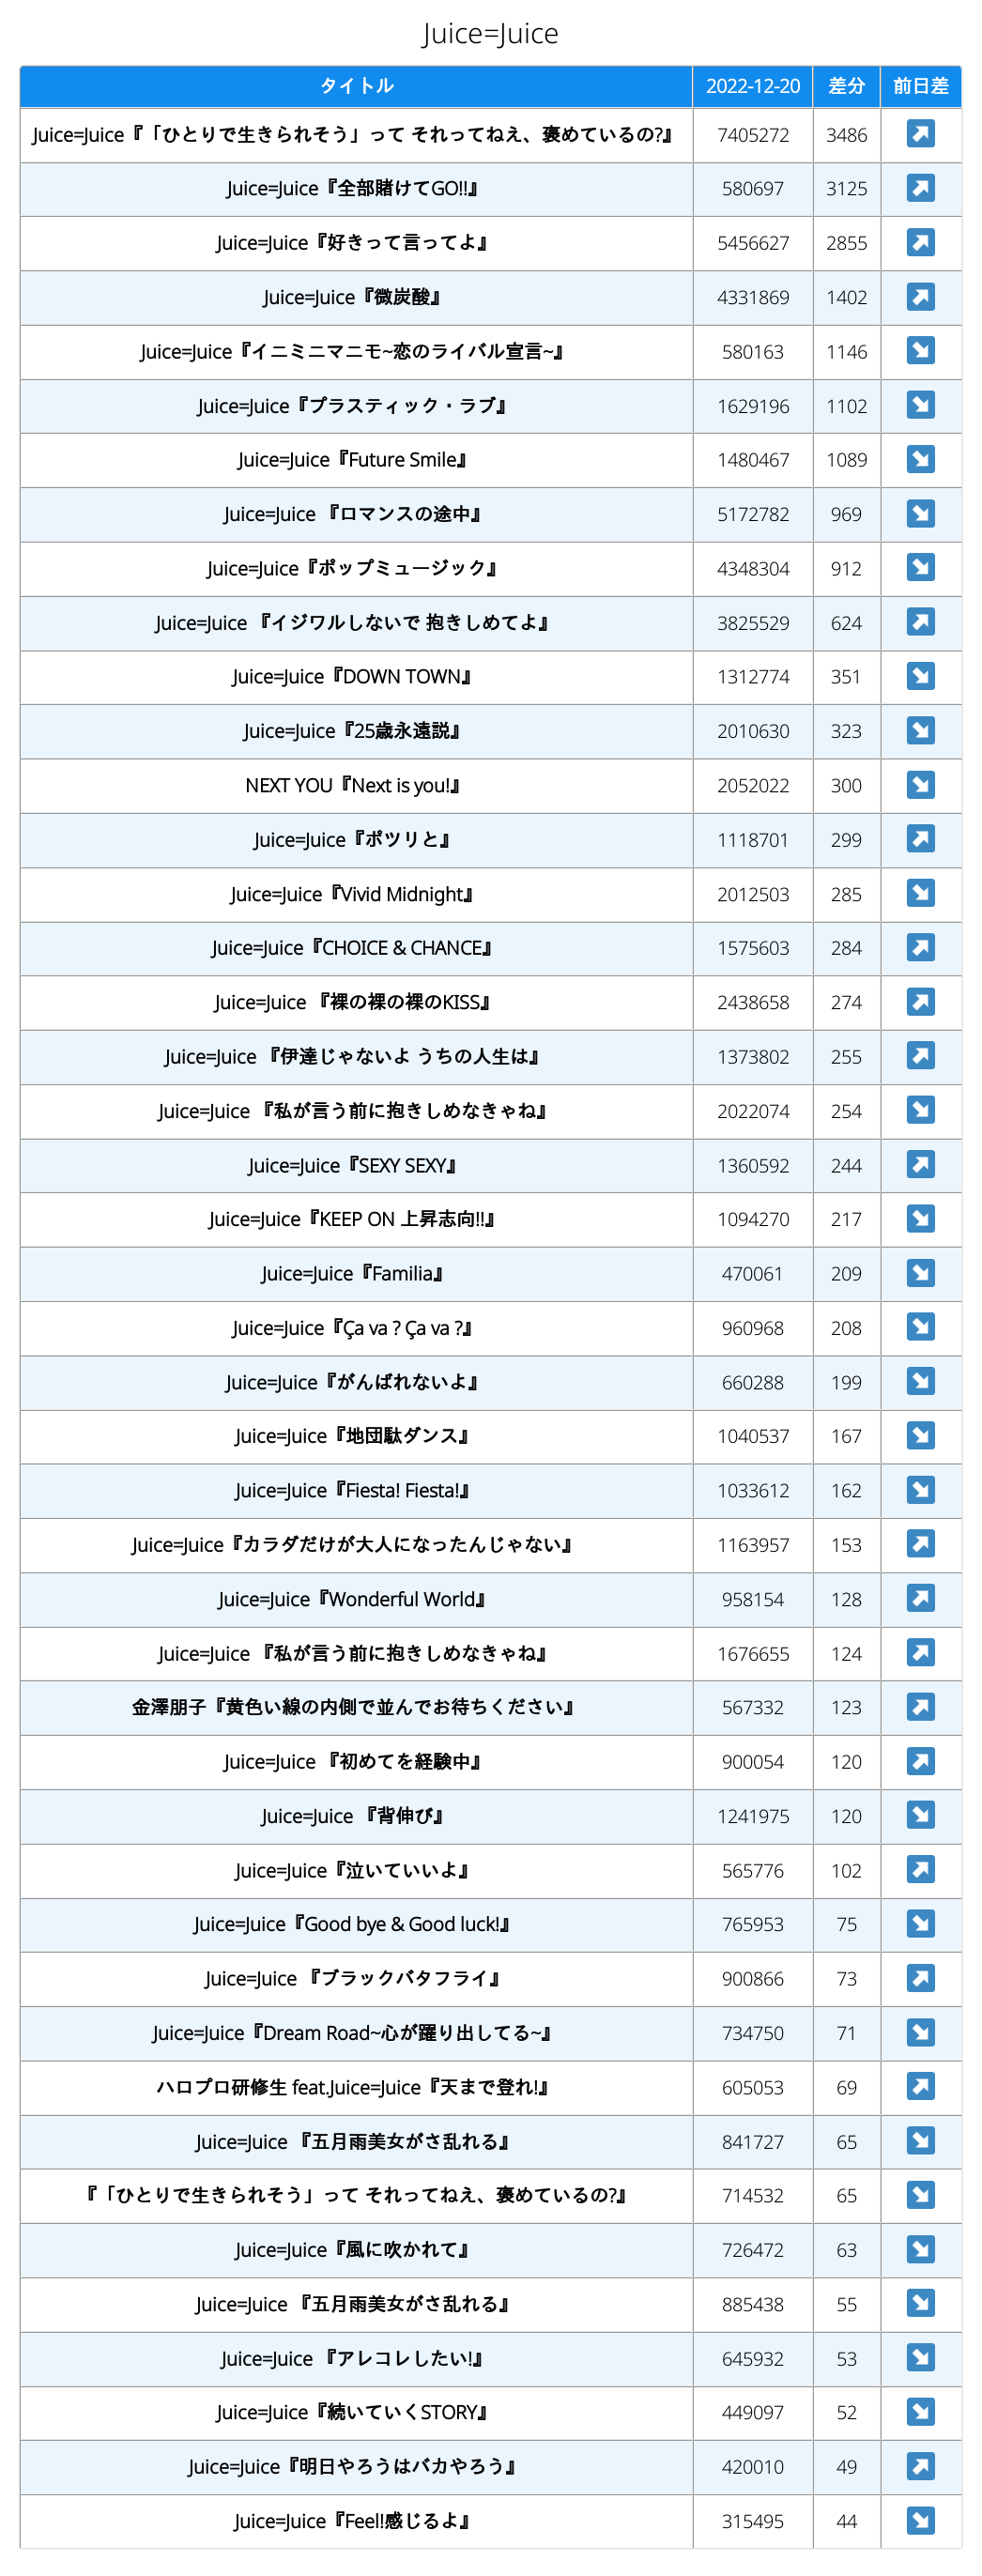 Juice=Juice
タイトル 2022-12-20 差分 前日差
Juice=Juice『「ひとりで生きられそう」って それってねえ、褒めているの?』 7405272 3486 ↗
Juice=Juice『全部賭けてGO!!』 580697 3125 ↗
Juice=Juice『好きって言ってよ』 5456627 2855 ↗
Juice=Juice『微炭酸』 4331869 1402 ↗
Juice=Juice『イニミニマニモ~恋のライバル宣言~』 580163 1146 ↘
Juice=Juice『プラスティック・ラブ』 1629196 1102 ↘
Juice=Juice『Future Smile』 1480467 1089 ↘
Juice=Juice 『ロマンスの途中』 5172782 969 ↘
Juice=Juice『ポップミュージック』 4348304 912 ↘
Juice=Juice 『イジワルしないで 抱きしめてよ』 3825529 624 ↗
Juice=Juice『DOWN TOWN』 1312774 351 ↘
Juice=Juice『25歳永遠説』 2010630 323 ↘
NEXT YOU『Next is you!』 2052022 300 ↘
Juice=Juice『ポツリと』 1118701 299 ↗
Juice=Juice『Vivid Midnight』 2012503 285 ↘
Juice=Juice『CHOICE & CHANCE』 1575603 284 ↗
Juice=Juice 『裸の裸の裸のKISS』 2438658 274 ↗
Juice=Juice 『伊達じゃないよ うちの人生は』 1373802 255 ↗
Juice=Juice 『私が言う前に抱きしめなきゃね』 2022074 254 ↘
Juice=Juice『SEXY SEXY』 1360592 244 ↗
Juice=Juice『KEEP ON 上昇志向!!』 1094270 217 ↘
Juice=Juice『Familia』 470061 209 ↘
Juice=Juice『Ça va ? Ça va ?』 960968 208 ↘
Juice=Juice『がんばれないよ』 660288 199 ↘
Juice=Juice『地団駄ダンス』 1040537 167 ↘
Juice=Juice『Fiesta! Fiesta!』 1033612 162 ↘
Juice=Juice『カラダだけが大人になったんじゃない』 1163957 153 ↗
Juice=Juice『Wonderful World』 958154 128 ↗
Juice=Juice 『私が言う前に抱きしめなきゃね』 1676655 124 ↗
金澤朋子『黄色い線の内側で並んでお待ちください』 567332 123 ↗
Juice=Juice 『初めてを経験中』 900054 120 ↗
Juice=Juice 『背伸び』 1241975 120 ↘
Juice=Juice『泣いていいよ』 565776 102 ↗
Juice=Juice『Good bye & Good luck!』 765953 75 ↘
Juice=Juice 『ブラックバタフライ』 900866 73 ↗
Juice=Juice『Dream Road~心が躍り出してる~』 734750 71 ↘
ハロプロ研修生 feat.Juice=Juice『天まで登れ!』 605053 69 ↗
Juice=Juice 『五月雨美女がさ乱れる』 841727 65 ↘
『「ひとりで生きられそう」って それってねえ、褒めているの?』 714532 65 ↘
Juice=Juice『風に吹かれて』 726472 63 ↘
Juice=Juice 『五月雨美女がさ乱れる』 885438 55 ↘
Juice=Juice 『アレコレしたい!』 645932 53 ↘
Juice=Juice『続いていくSTORY』 449097 52 ↘
Juice=Juice『明日やろうはバカやろう』 420010 49 ↗
Juice=Juice『Feel!感じるよ』 315495 44 ↘